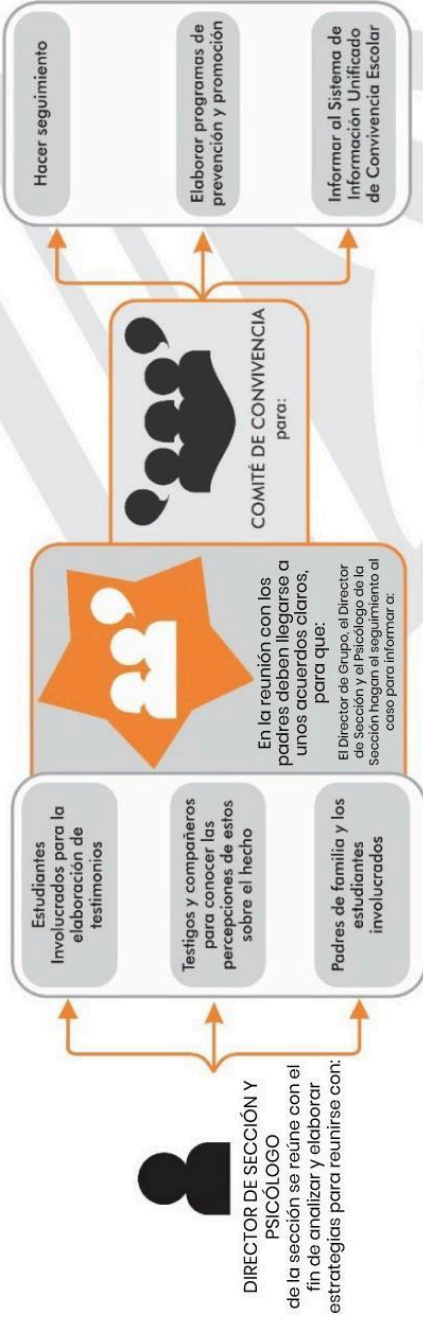 DIRECTOR DE SECCIÓN Y
PSICÓLOGO
de la sección se reúne con el
fin de analizar y elaborar
estrategias para reunirse con:
Estudiantes
Involucrados para la
elaboración de
testimonios
Testigos y compañeros
para conocer las
percepciones de estos
sobre el hecho
Padres de familia y los
estudiantes
involucrados
En la reunión con los
padres deben llegarse a
unos acuerdos claros,
para que:
El Director de Grupo, el Director
de Sección y el Psicólogo de la
Sección hagan el seguimiento al
caso para informar a:
COMITÉ DE CONVIVENCIA
para:
Hacer seguimiento
Elaborar programas de
prevención y promoción
Informar al Sistema de
Información Unificado
de Convivencia Escolar